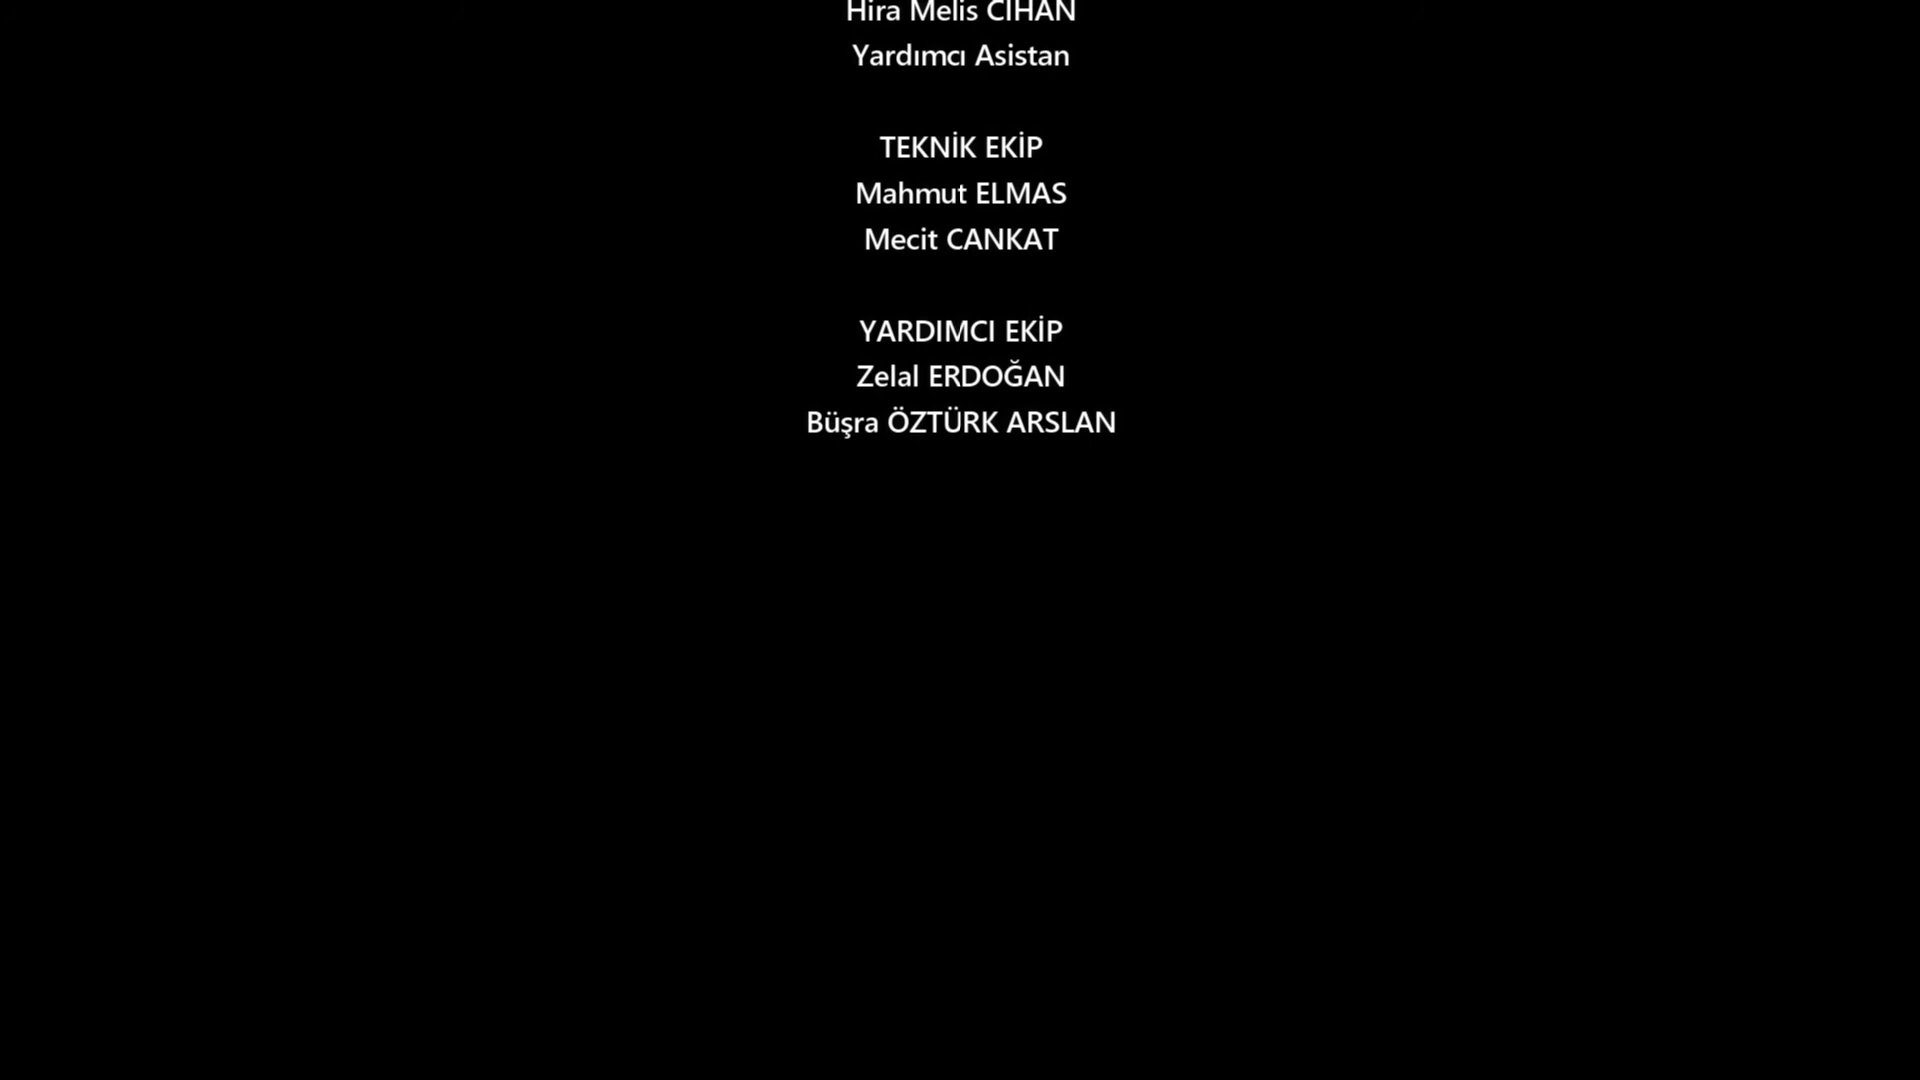 Hira Melis CİHAN
Yardımcı Asistan
TEKNİK EKİP
Mahmut ELMAS
Mecit CANKAT
YARDIMCI EKİP
Zelal ERDOĞAN
Büşra ÖZTÜRK ARSLAN